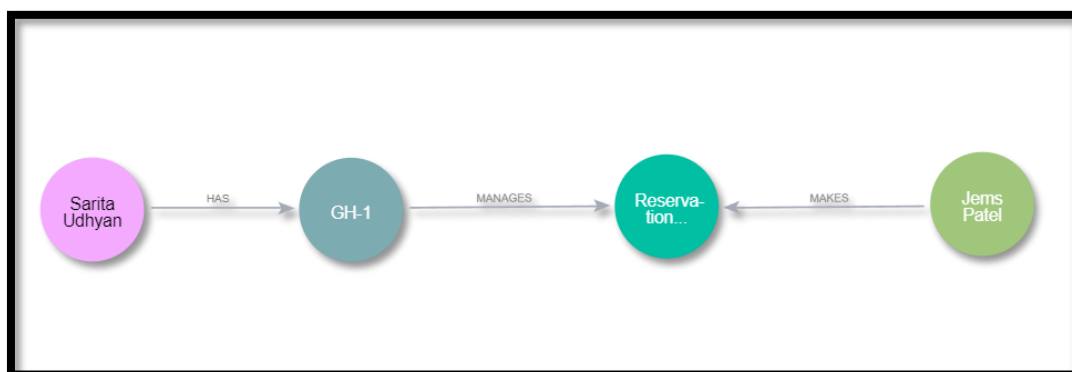 Sarita
Udhyan
HAS
GH-1
MANAGES
Reserva-
tion...
MAKES
Jems
Patel